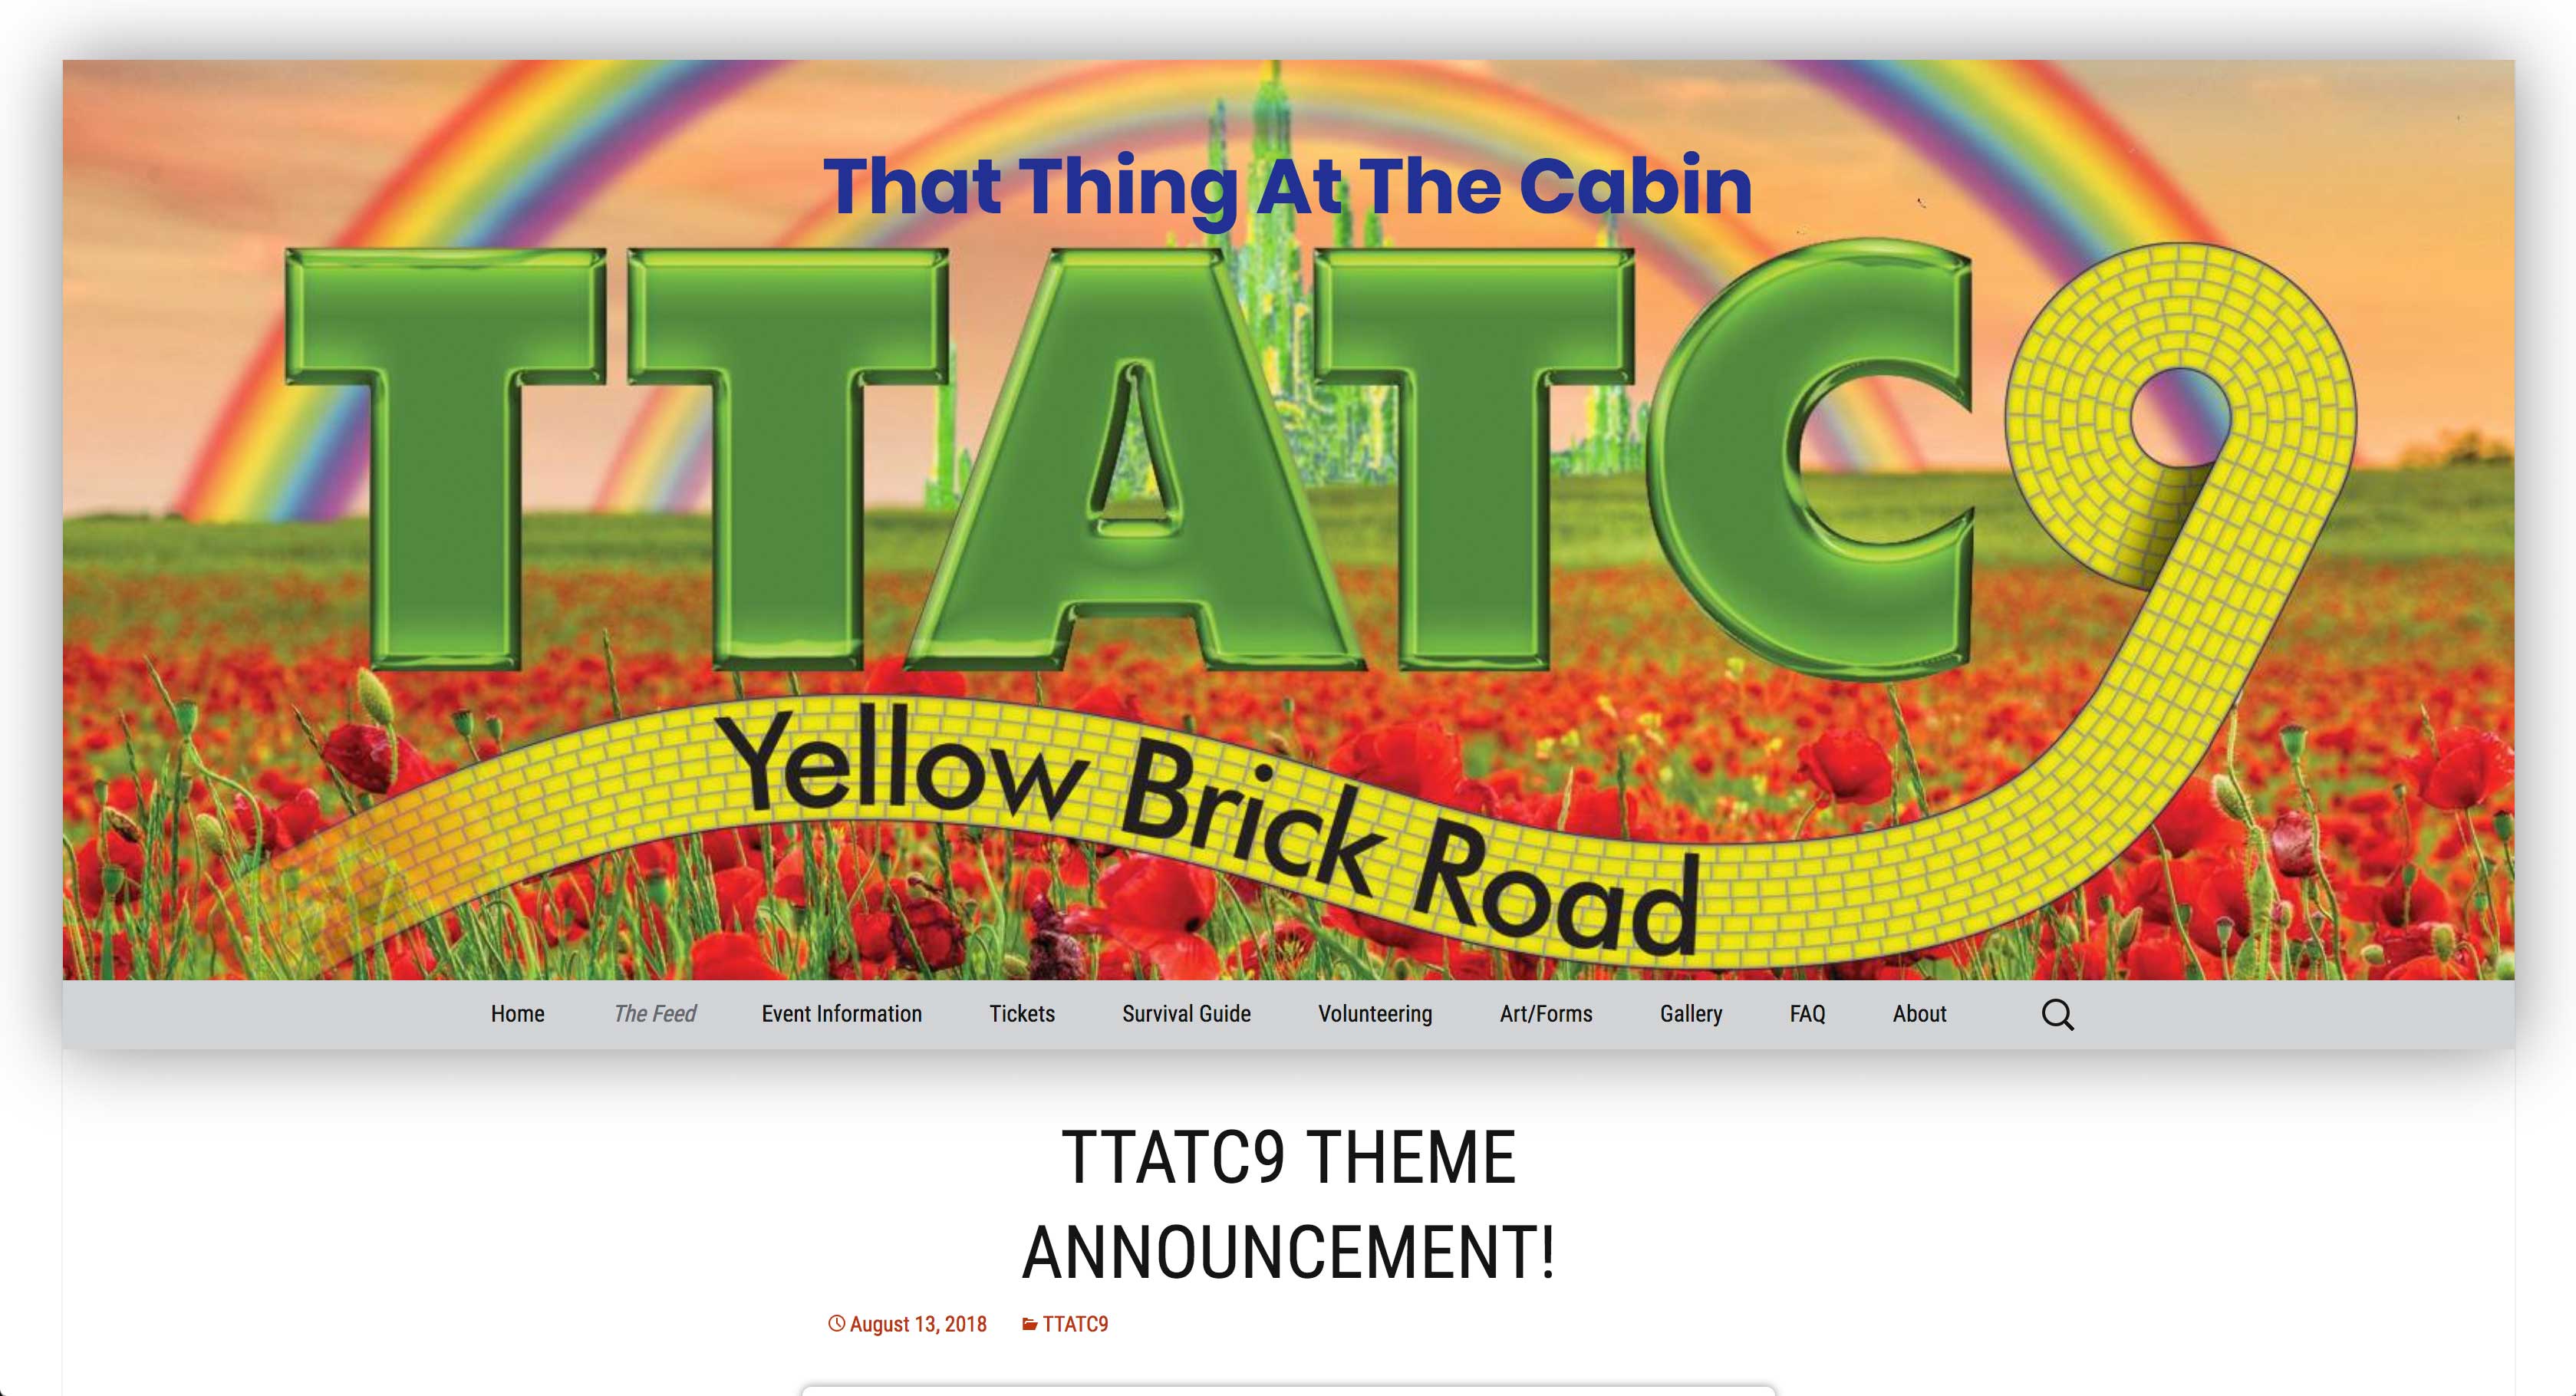 That Thing At The Cabin
TTATC9
Yellow Brick Road
Home The Feed Event Information Tickets Survival Guide Volunteering Art/Forms Gallery FAQ About
TTATC9 THEME
ANNOUNCEMENT!
August 13, 2018 TTATC9